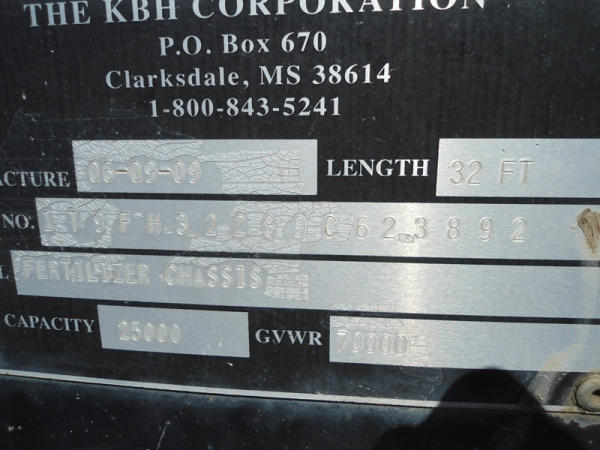 THE KBH CORPORATION
P.O. Box 670
Clarksdale, MS 38614
1-800-843-5241
ACTURE 06-09-09 LENGTH 32 FT
NO. 1T9FH32289C623892
L FERTILIZER CHASSIS
CAPACITY 25000 GVWR 70000